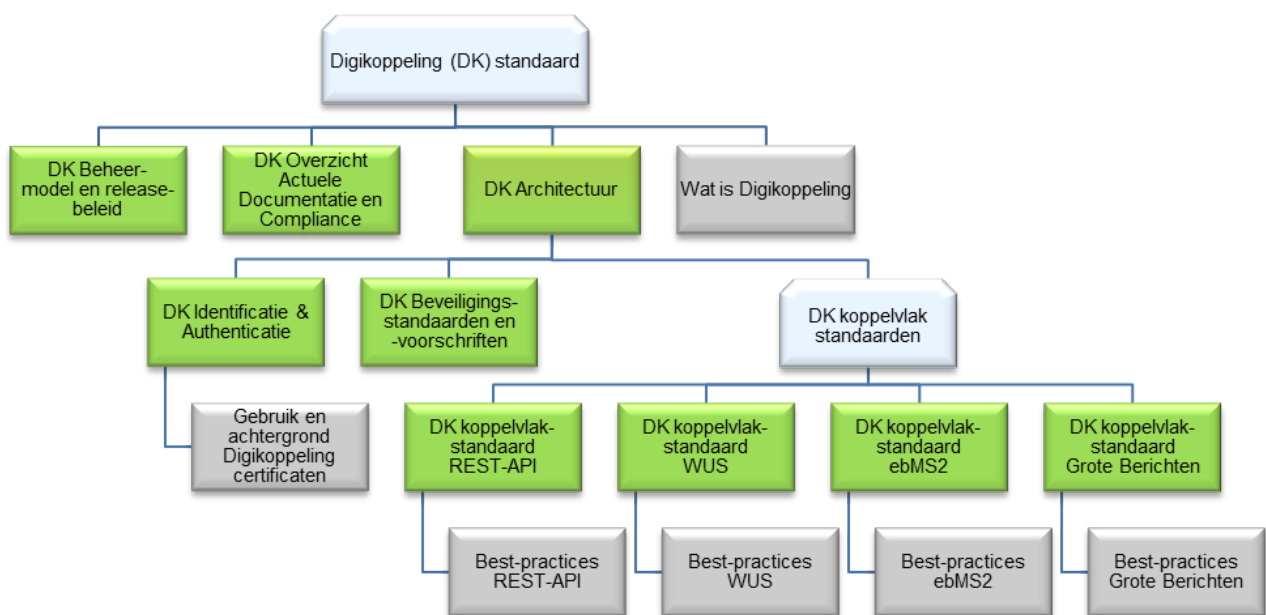 Digikoppeling (DK) standaard
DK Beheer-
model en release-
beleid
DK Overzicht
Actuele
Documentatie en
Compliance
DK Architectuur
Wat is Digikoppeling
DK Identificatie &
Authenticatie
DK Beveiligings-
standaarden en
-voorschriften
DK koppelvlak
standaarden
Gebruik en
achtergrond
Digikoppeling
certificaten
DK koppelvlak-
standaard
REST-API
DK koppelvlak-
standaard
WUS
DK koppelvlak-
standaard
ebMS2
DK koppelvlak-
standaard
Grote Berichten
Best-practices
REST-API
Best-practices
WUS
Best-practices
ebMS2
Best-practices
Grote Berichten